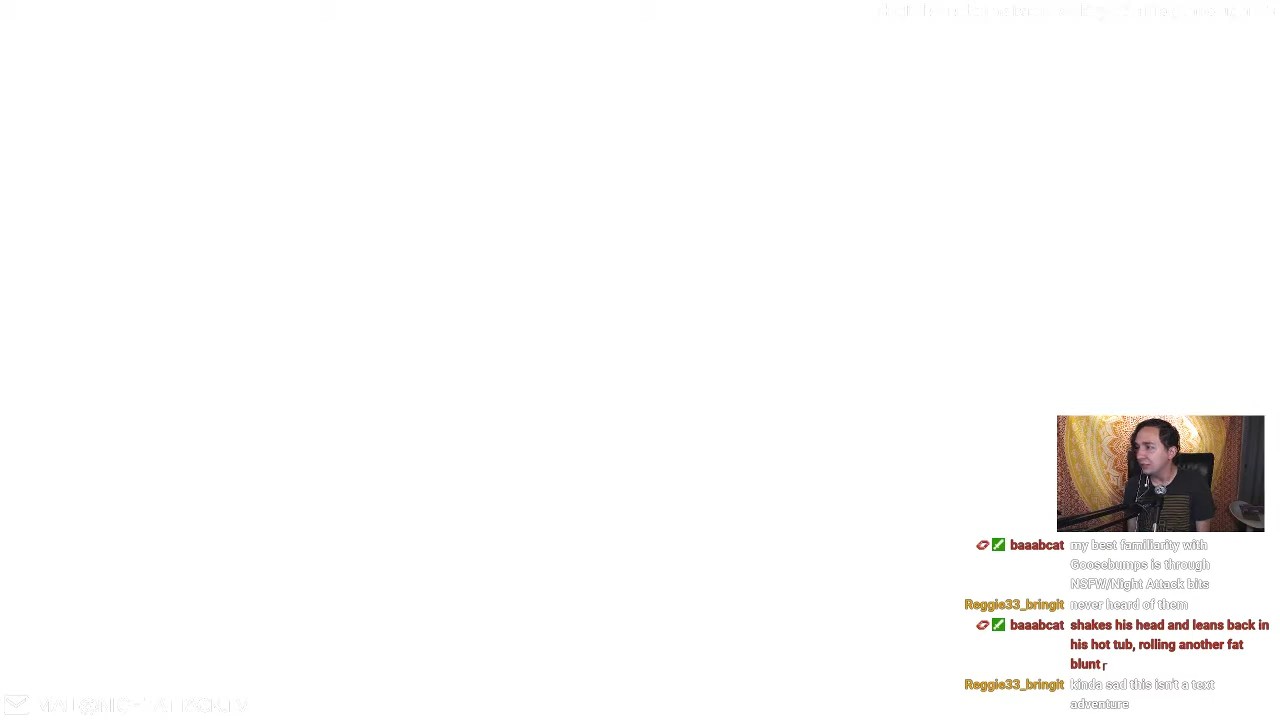 baaabcat my best familiarity with
Goosebumps is through
NSFW/Night Attack bits
Reggie33_bringit never heard of them
baaabcat shakes his head and leans back in
his hot tub, rolling another fat
blunt
Reggie33_bringit kinda sad this isn't a text
adventure